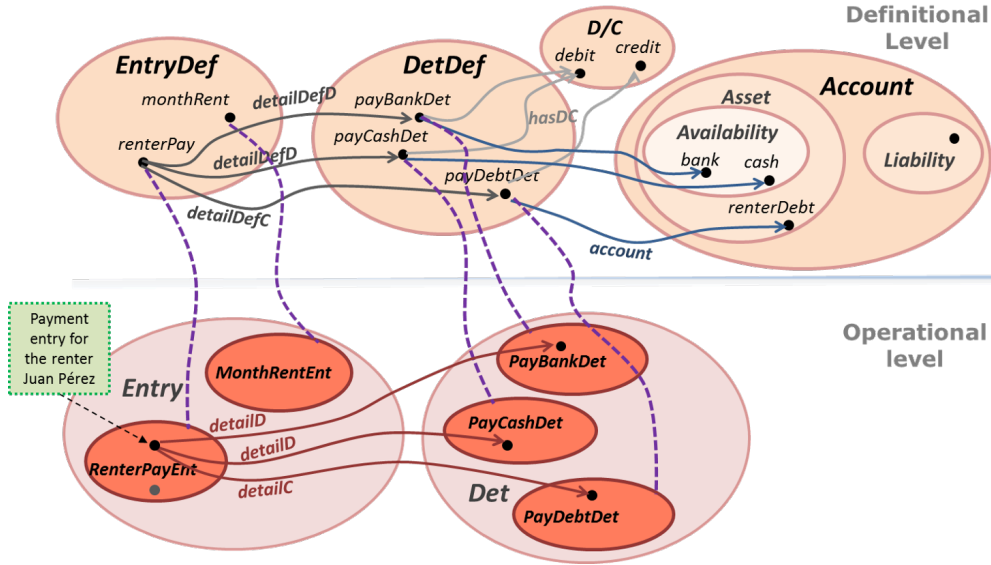 Definitional
Level
D/C
debit
credit
EntryDef
monthRent
renterPay
detailDefD
detailDefD
detailDefC
DetDef
payBankDet
payCashDet
payDebtDet
hasDC
Account
Asset
Availability
bank
cash
renterDebt
Liability
account
Operational
level
Payment
entry for
the renter
Juan Pérez
Entry
MonthRentEnt
RenterPayEnt
detailD
detailD
detailC
PayBankDet
PayCashDet
Det
PayDebtDet